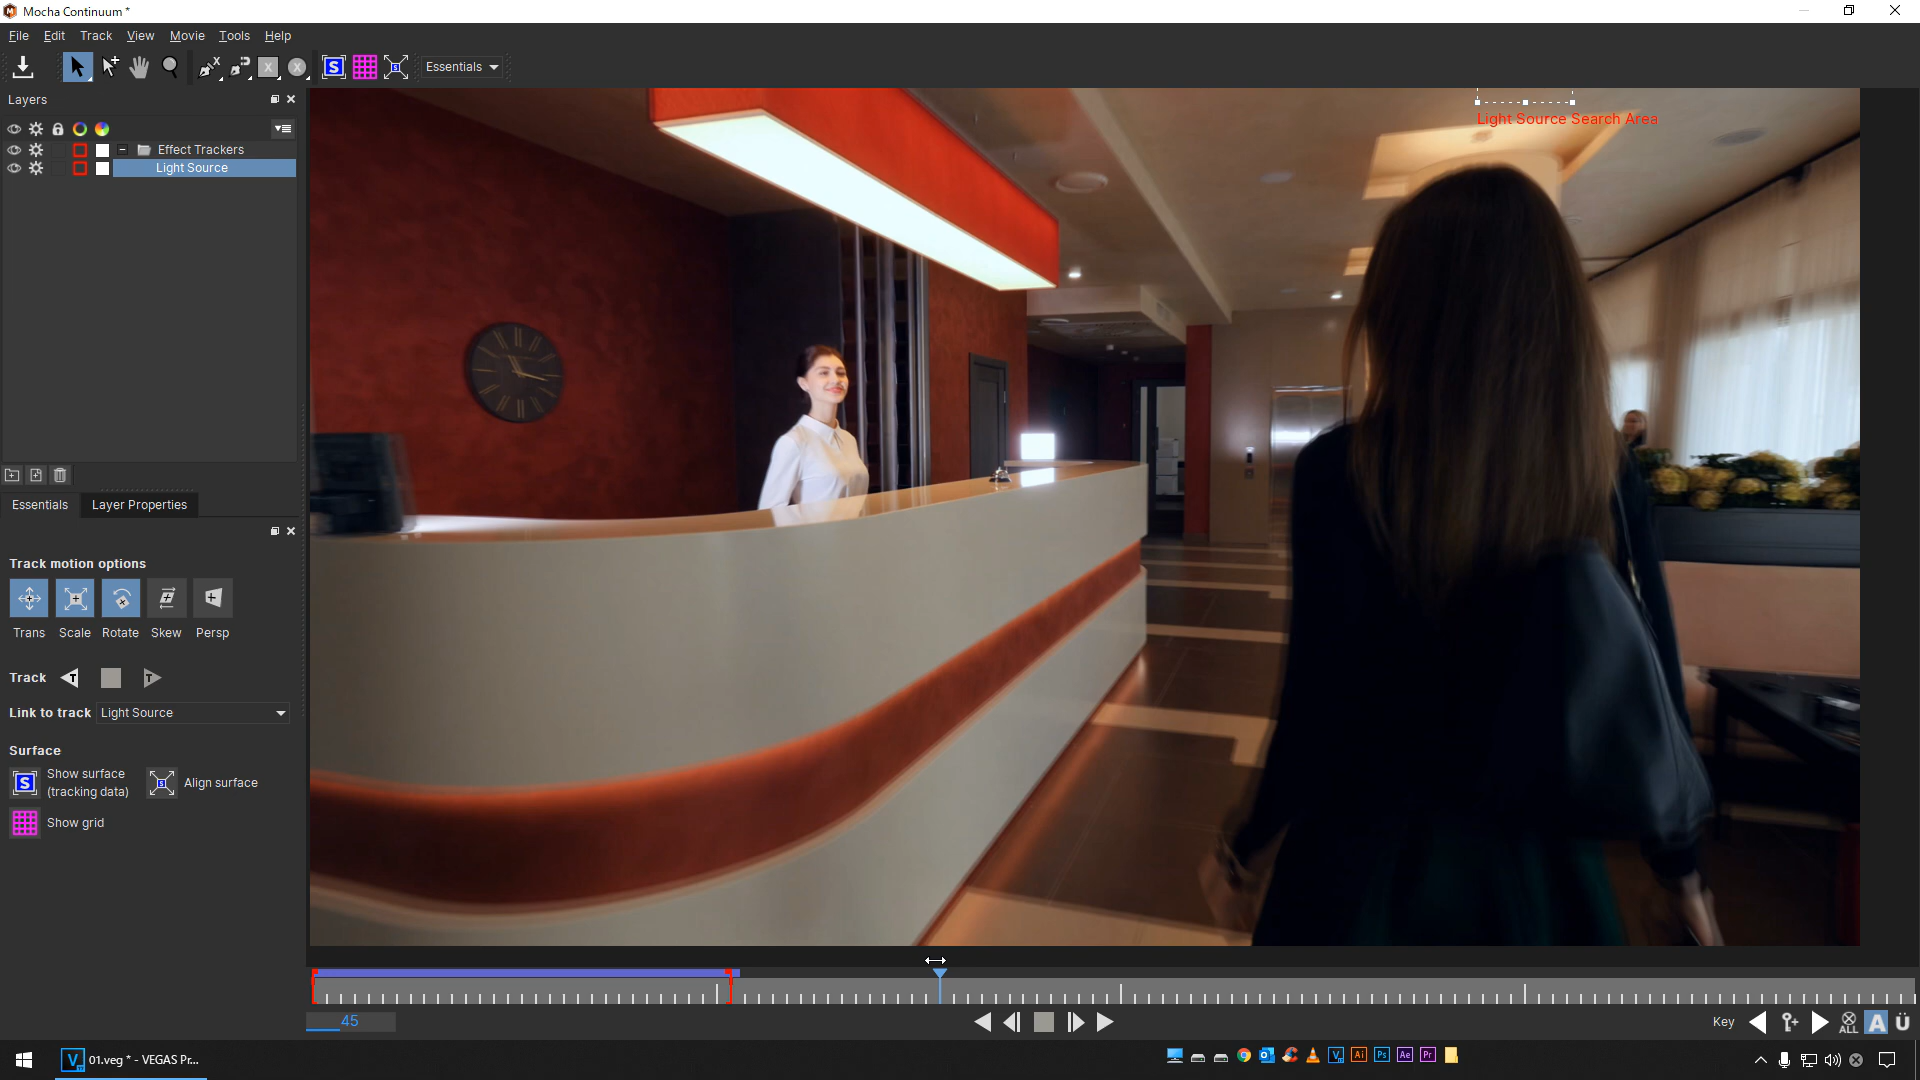 Mocha Continuum *
File Edit Track View Movie Tools Help
Essentials
Layers
Effect Trackers
Light Source
Light Source Search Area
Essentials Layer Properties
Track motion options
Trans Scale Rotate Skew Persp
Track
Link to track Light Source
Surface
Show surface
(tracking data)
Align surface
Show grid
45
Key
ALL
01.veg * - VEGAS Pr...